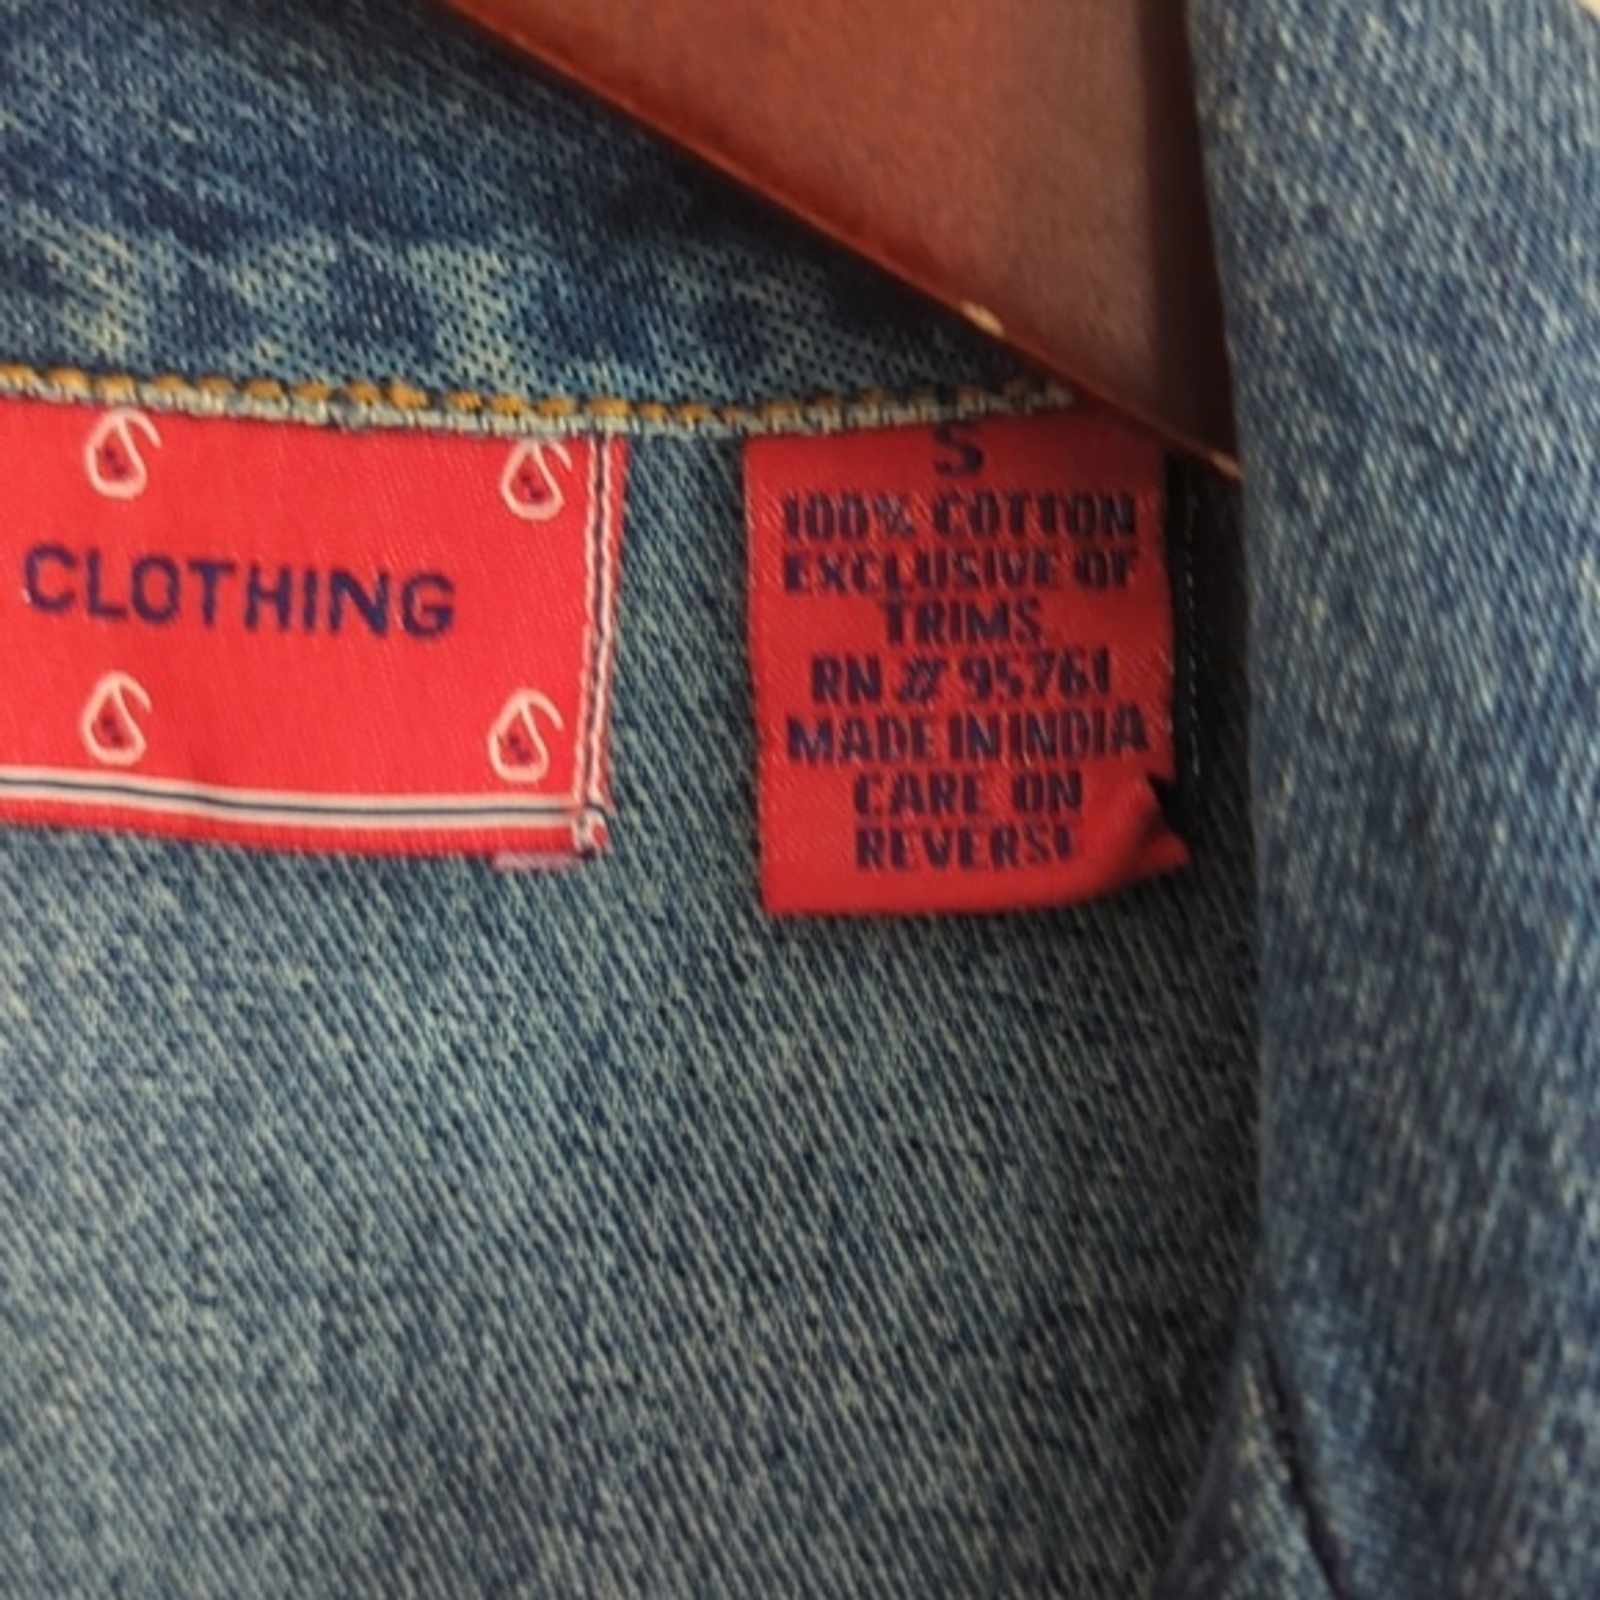 CLOTHING
S
100% COTTON
EXCLUSIVE OF
TRIMS
RN # 95761
MADE IN INDIA
CARE ON
REVERSE